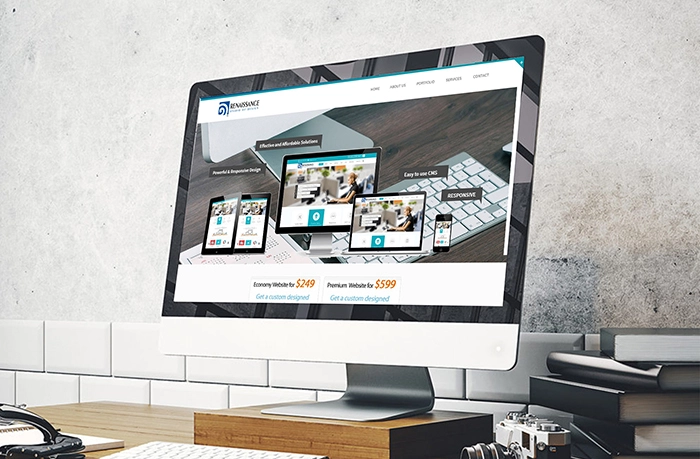 HOME ABOUT US PORTFOLIO SERVICES CONTACT
RENAISSANCE
Effective and Affordable Solutions
Powerful & Responsive Design
Easy to use CMS
RESPONSIVE
Economy Website for $249
Premium Website for $599
Get a custom designed
Get a custom designed